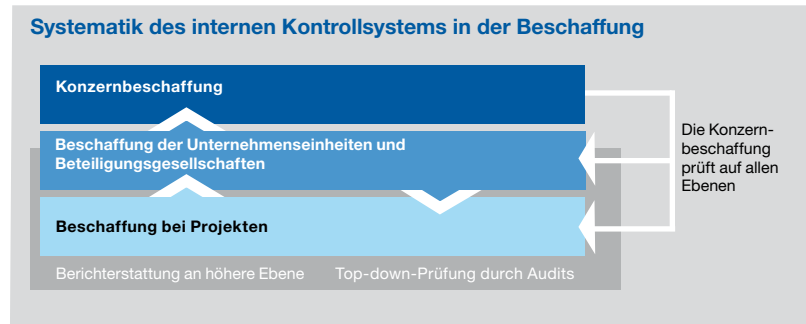 Systematik des internen Kontrollsystems in der Beschaffung
Konzernbeschaffung
Beschaffung der Unternehmenseinheiten und
Beteiligungsgesellschaften
Beschaffung bei Projekten
Berichterstattung an höhere Ebene
Top-down-Prüfung durch Audits
Die Konzern-
beschaffung
prüft auf allen
Ebenen